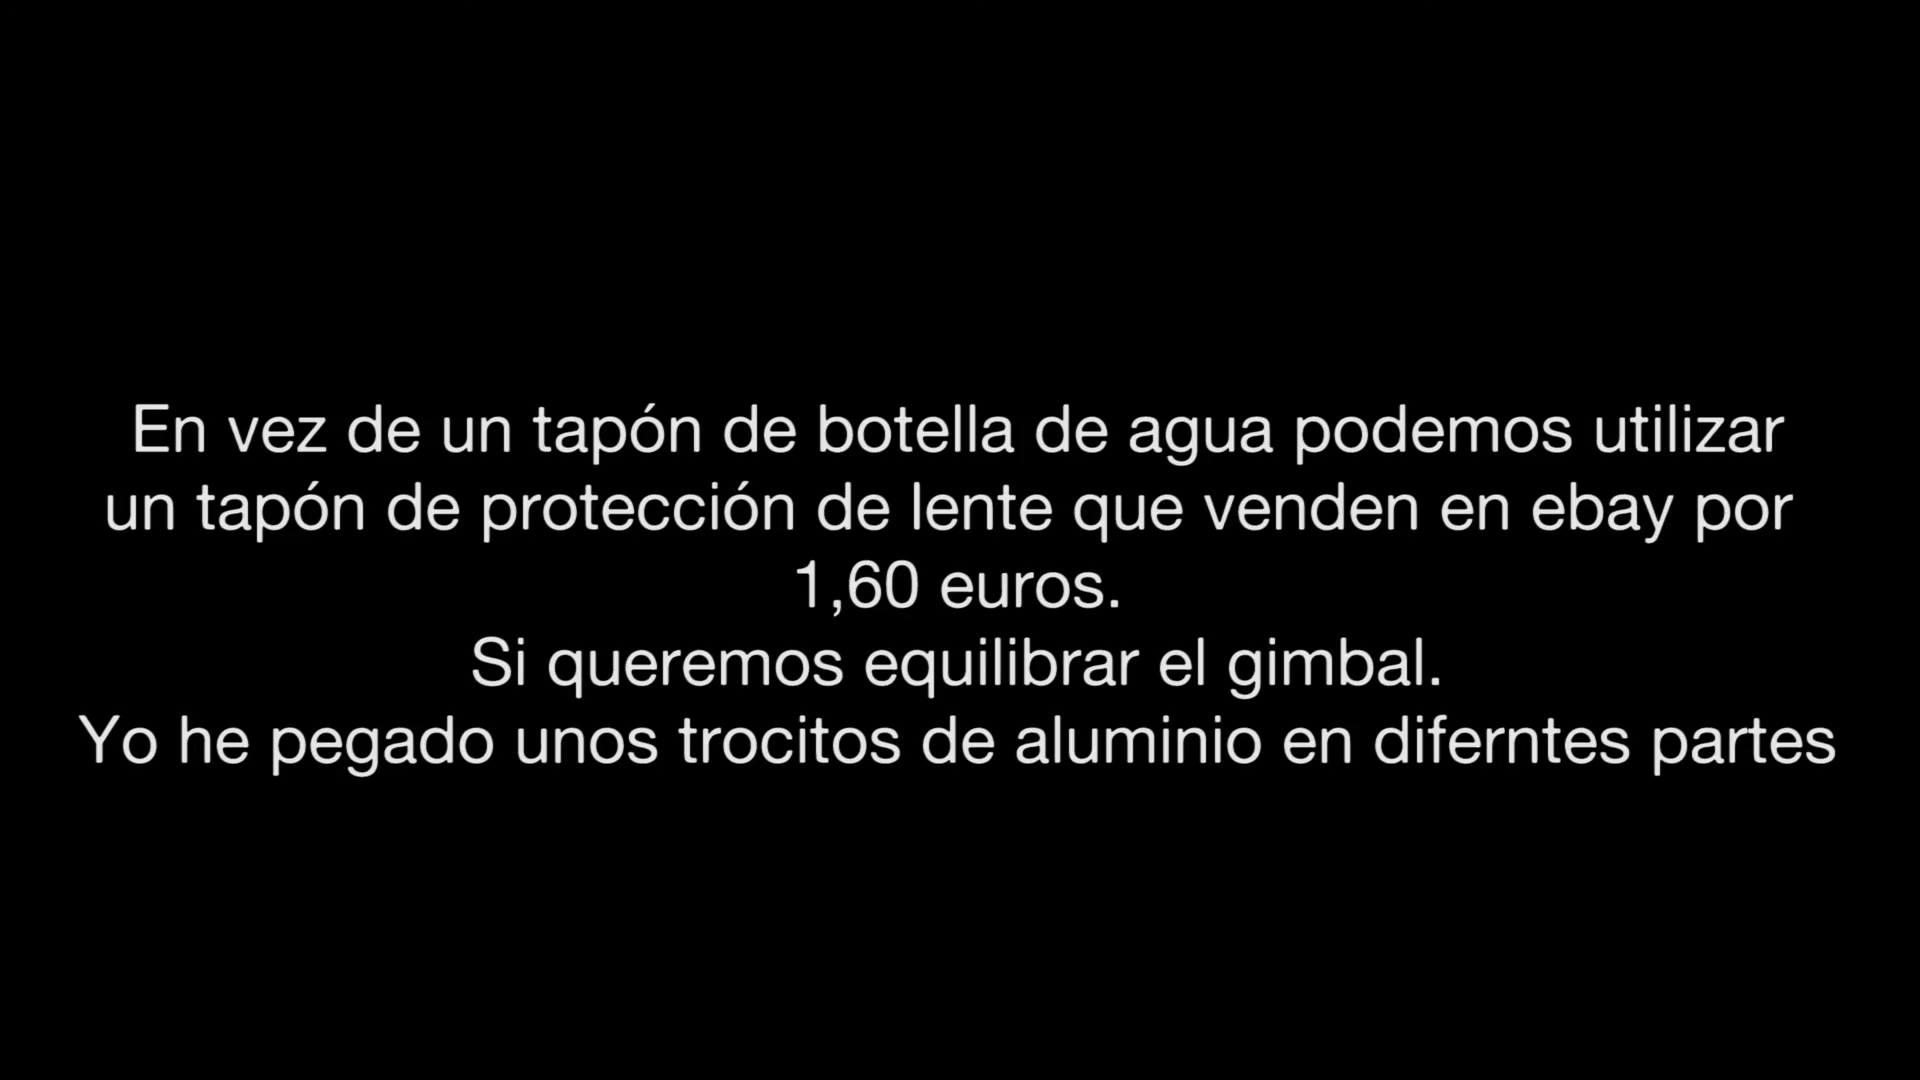 En vez de un tapón de botella de agua podemos utilizar
un tapón de protección de lente que venden en ebay por
1,60 euros.
Si queremos equilibrar el gimbal.
Yo he pegado unos trocitos de aluminio en diferntes partes